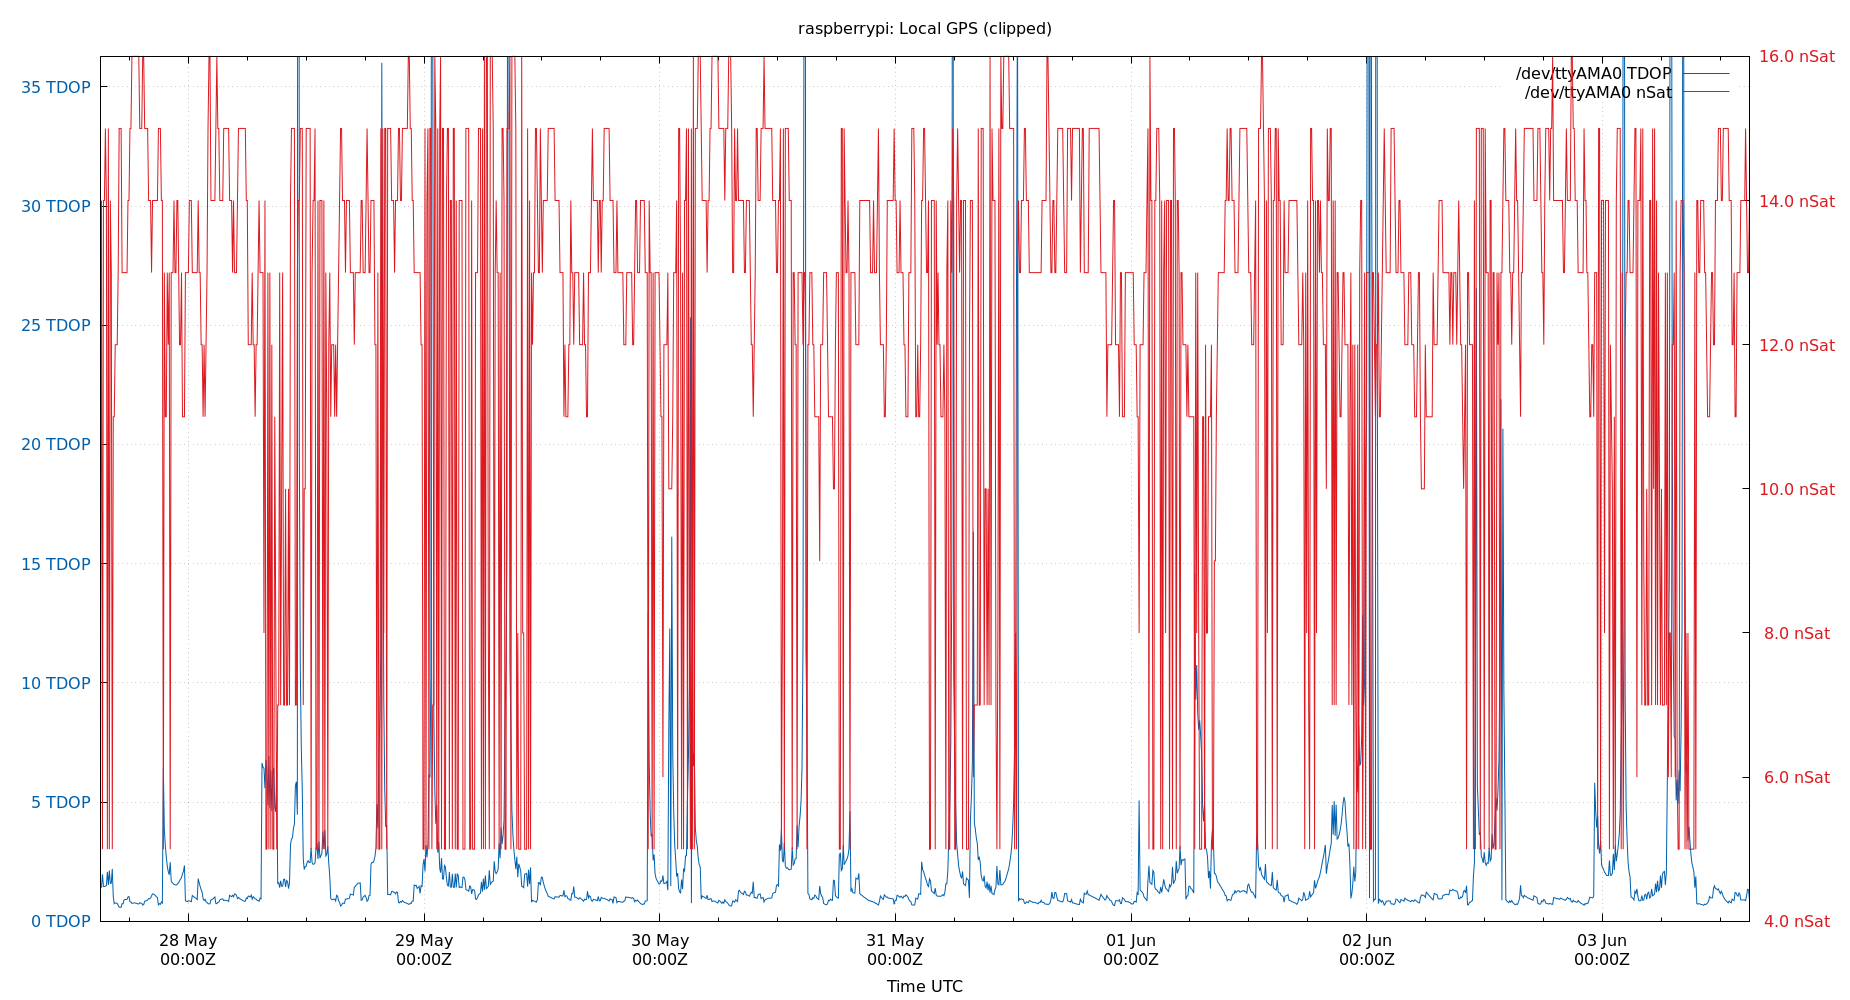 raspberrypi: Local GPS (clipped)
/dev/ttyAMA0 TDOP
/dev/ttyAMA0 nSat
35 TDOP
30 TDOP
25 TDOP
20 TDOP
15 TDOP
10 TDOP
5 TDOP
0 TDOP
16.0 nSat
14.0 nSat
12.0 nSat
10.0 nSat
8.0 nSat
6.0 nSat
4.0 nSat
28 May
00:00Z
29 May
00:00Z
30 May
00:00Z
31 May
00:00Z
01 Jun
00:00Z
02 Jun
00:00Z
03 Jun
00:00Z
Time UTC